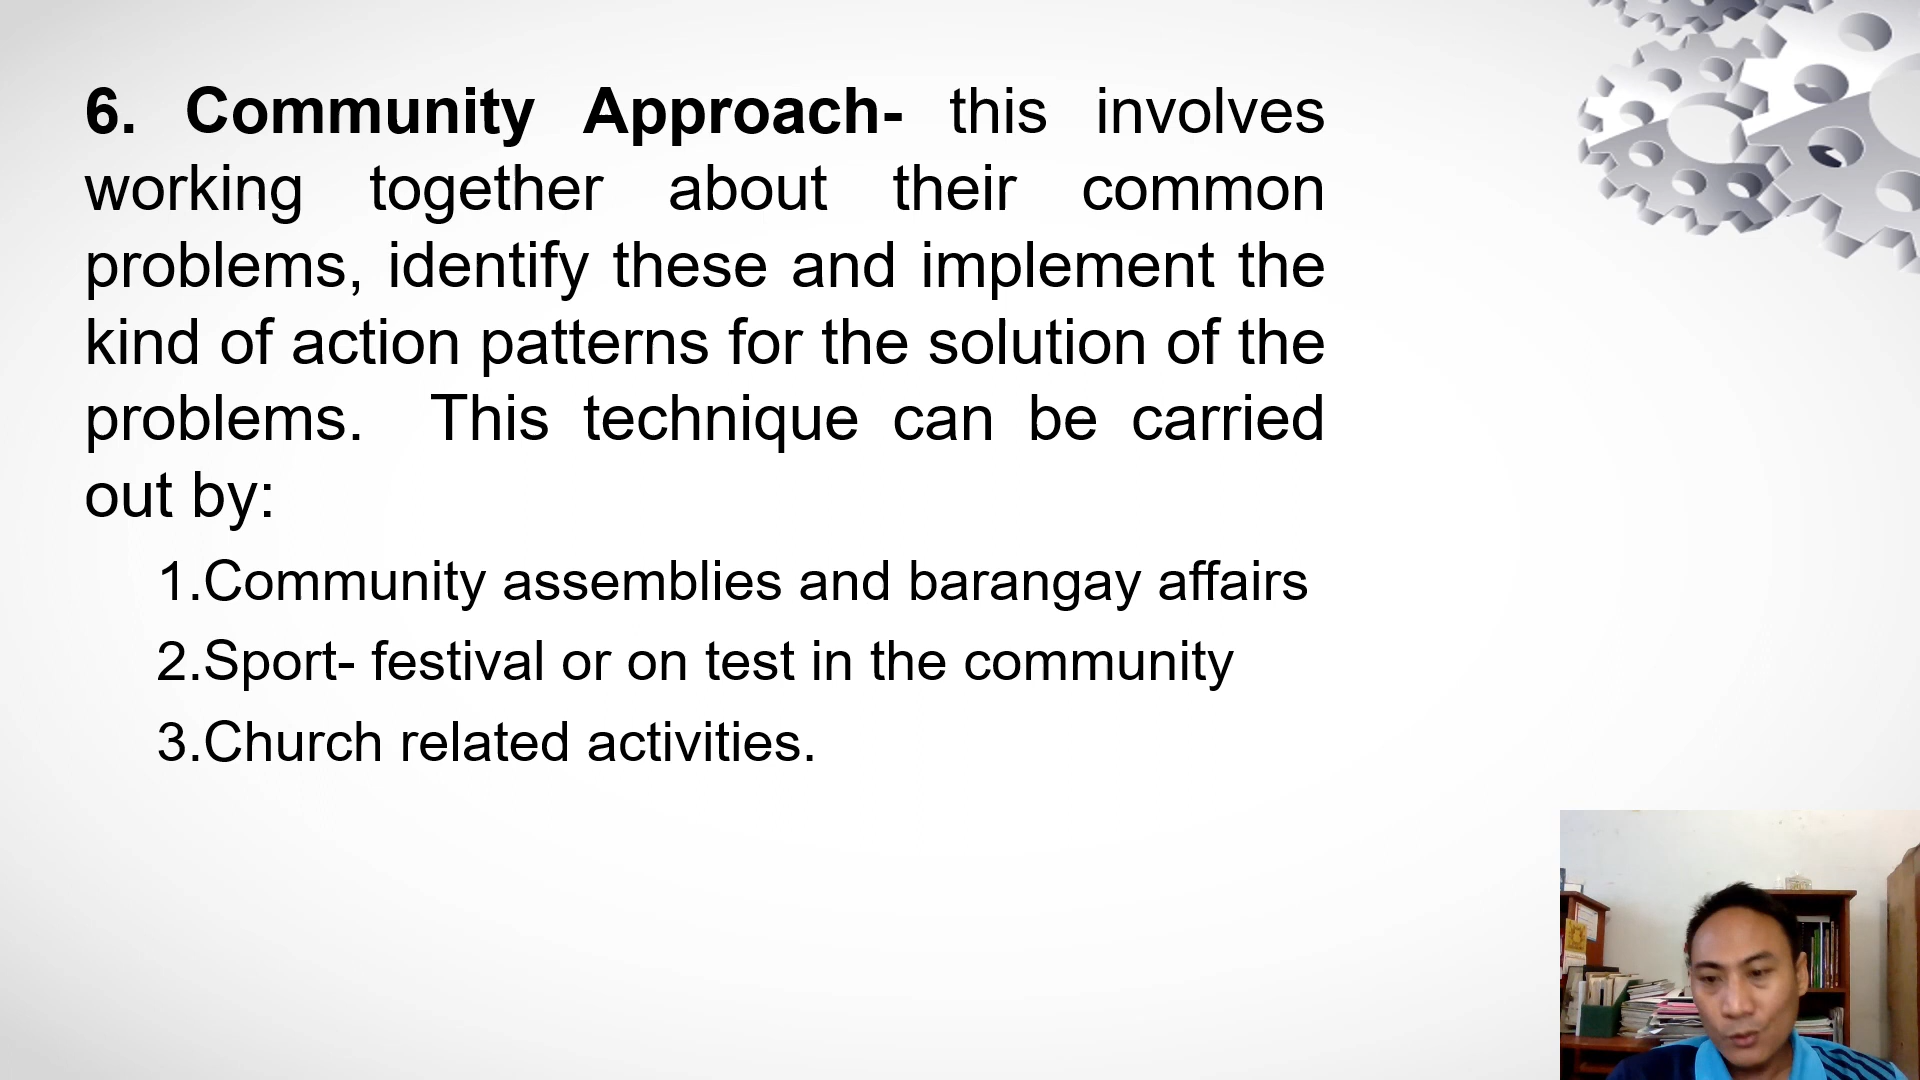 6. Community Approach- this involves
working together about their common
problems, identify these and implement the
kind of action patterns for the solution of the
problems. This technique can be carried
out by:
1.Community assemblies and barangay affairs
2.Sport- festival or on test in the community
3.Church related activities.